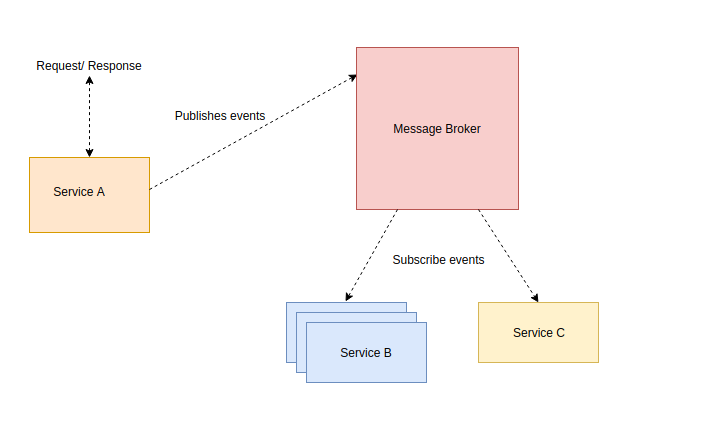 Request/ Response
Publishes events
Message Broker
Service A
Subscribe events
Service B
Service C